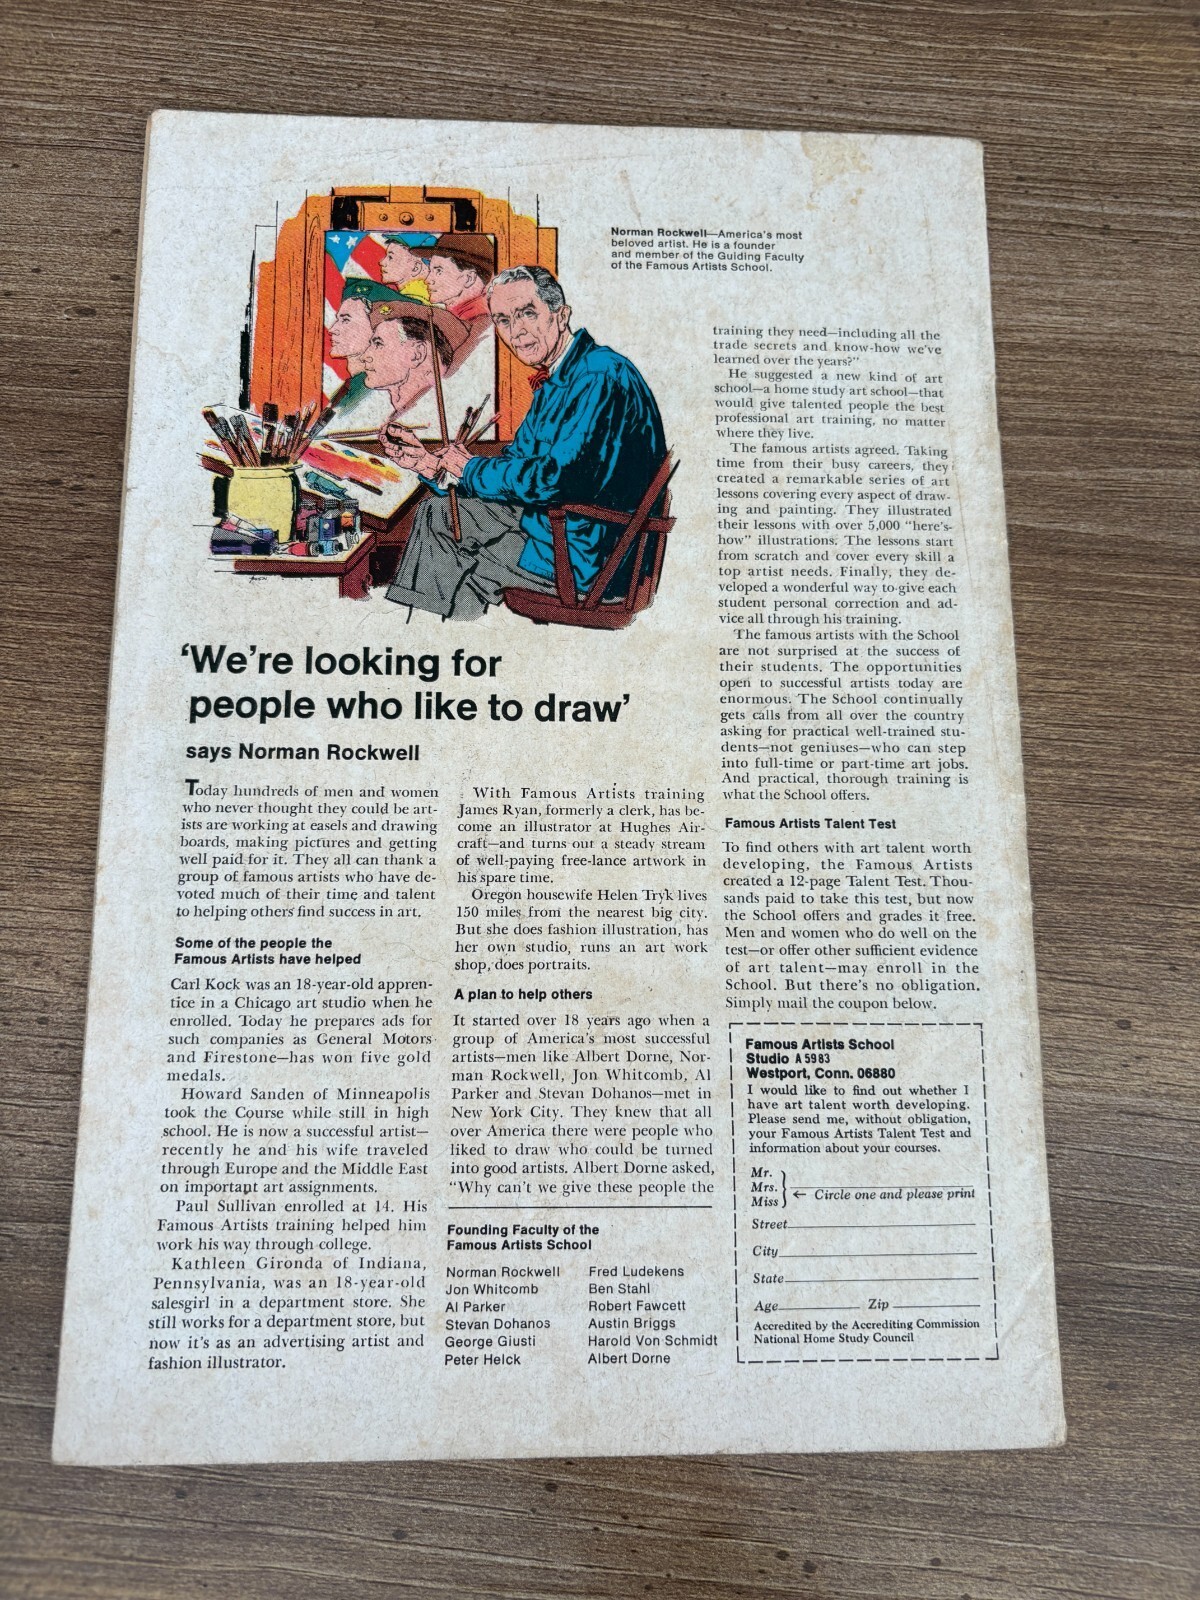 Norman Rockwell—America's most
beloved artist. He is a founder
and member of the Guiding Faculty
of the Famous Artists School.
'We're looking for
people who like to draw'
says Norman Rockwell
Today hundreds of men and women
who never thought they could be art-
ists are working at easels and drawing
boards, making pictures and getting
well paid for it. They all can thank a
group of famous artists who have de-
voted much of their time and talent
to helping others find success in art.
Some of the people the
Famous Artists have helped
Carl Kock was an 18-year-old appren-
tice in a Chicago art studio when he
enrolled. Today he prepares ads for
such companies as General Motors
and Firestone—has won five gold
medals.
Howard Sanden of Minneapolis
took the Course while still in high
school. He is now a successful artist—
recently he and his wife traveled
through Europe and the Middle East
on important art assignments.
Paul Sullivan enrolled at 14. His
Famous Artists training helped him
work his way through college.
Kathleen Gironda of Indiana,
Pennsylvania, was an 18-year-old
salesgirl in a department store. She
still works for a department store, but
now it's as an advertising artist and
fashion illustrator.
With Famous Artists training
James Ryan, formerly a clerk, has be-
come an illustrator at Hughes Air-
craft—and turns out a steady stream
of well-paying free-lance artwork in
his spare time.
Oregon housewife Helen Tryk lives
150 miles from the nearest big city.
But she does fashion illustration, has
her own studio, runs an art work
shop, does portraits.
A plan to help others
It started over 18 years ago when a
group of America's most successful
artists—men like Albert Dorne, Nor-
man Rockwell, Jon Whitcomb, Al
Parker and Stevan Dohanos—met in
New York City. They knew that all
over America there were people who
liked to draw who could be turned
into good artists. Albert Dorne asked,
"Why can't we give these people the
Founding Faculty of the
Famous Artists School
Norman Rockwell
Jon Whitcomb
Al Parker
Stevan Dohanos
George Giusti
Peter Helck
Fred Ludekens
Ben Stahl
Robert Fawcett
Austin Briggs
Harold Von Schmidt
Albert Dorne
training they need—including all the
trade secrets and know-how we've
learned over the years?"
He suggested a new kind of art
school—a home study art school—that
would give talented people the best
professional art training, no matter
where they live.
The famous artists agreed. Taking
time from their busy careers, they
created a remarkable series of art
lessons covering every aspect of draw-
ing and painting. They illustrated
their lessons with over 5,000 "here's-
how" illustrations. The lessons start
from scratch and cover every skill a
top artist needs. Finally, they de-
veloped a wonderful way to give each
student personal correction and ad-
vice all through his training.
The famous artists with the School
are not surprised at the success of
their students. The opportunities
open to successful artists today are
enormous. The School continually
gets calls from all over the country
asking for practical well-trained stu-
dents—not geniuses—who can step
into full-time or part-time art jobs.
And practical, thorough training is
what the School offers.
Famous Artists Talent Test
To find others with art talent worth
developing, the Famous Artists
created a 12-page Talent Test. Thou-
sands paid to take this test, but now
the School offers and grades it free.
Men and women who do well on the
test—or offer other sufficient evidence
of art talent—may enroll in the
School. But there's no obligation.
Simply mail the coupon below.
Famous Artists School
Studio A5983
Westport, Conn. 06880
I would like to find out whether I
have art talent worth developing.
Please send me, without obligation,
your Famous Artists Talent Test and
information about your courses.
Mr.
Mrs.
Miss
← Circle one and please print
Street
City
State
Age Zip
Accredited by the Accrediting Commission
National Home Study Council